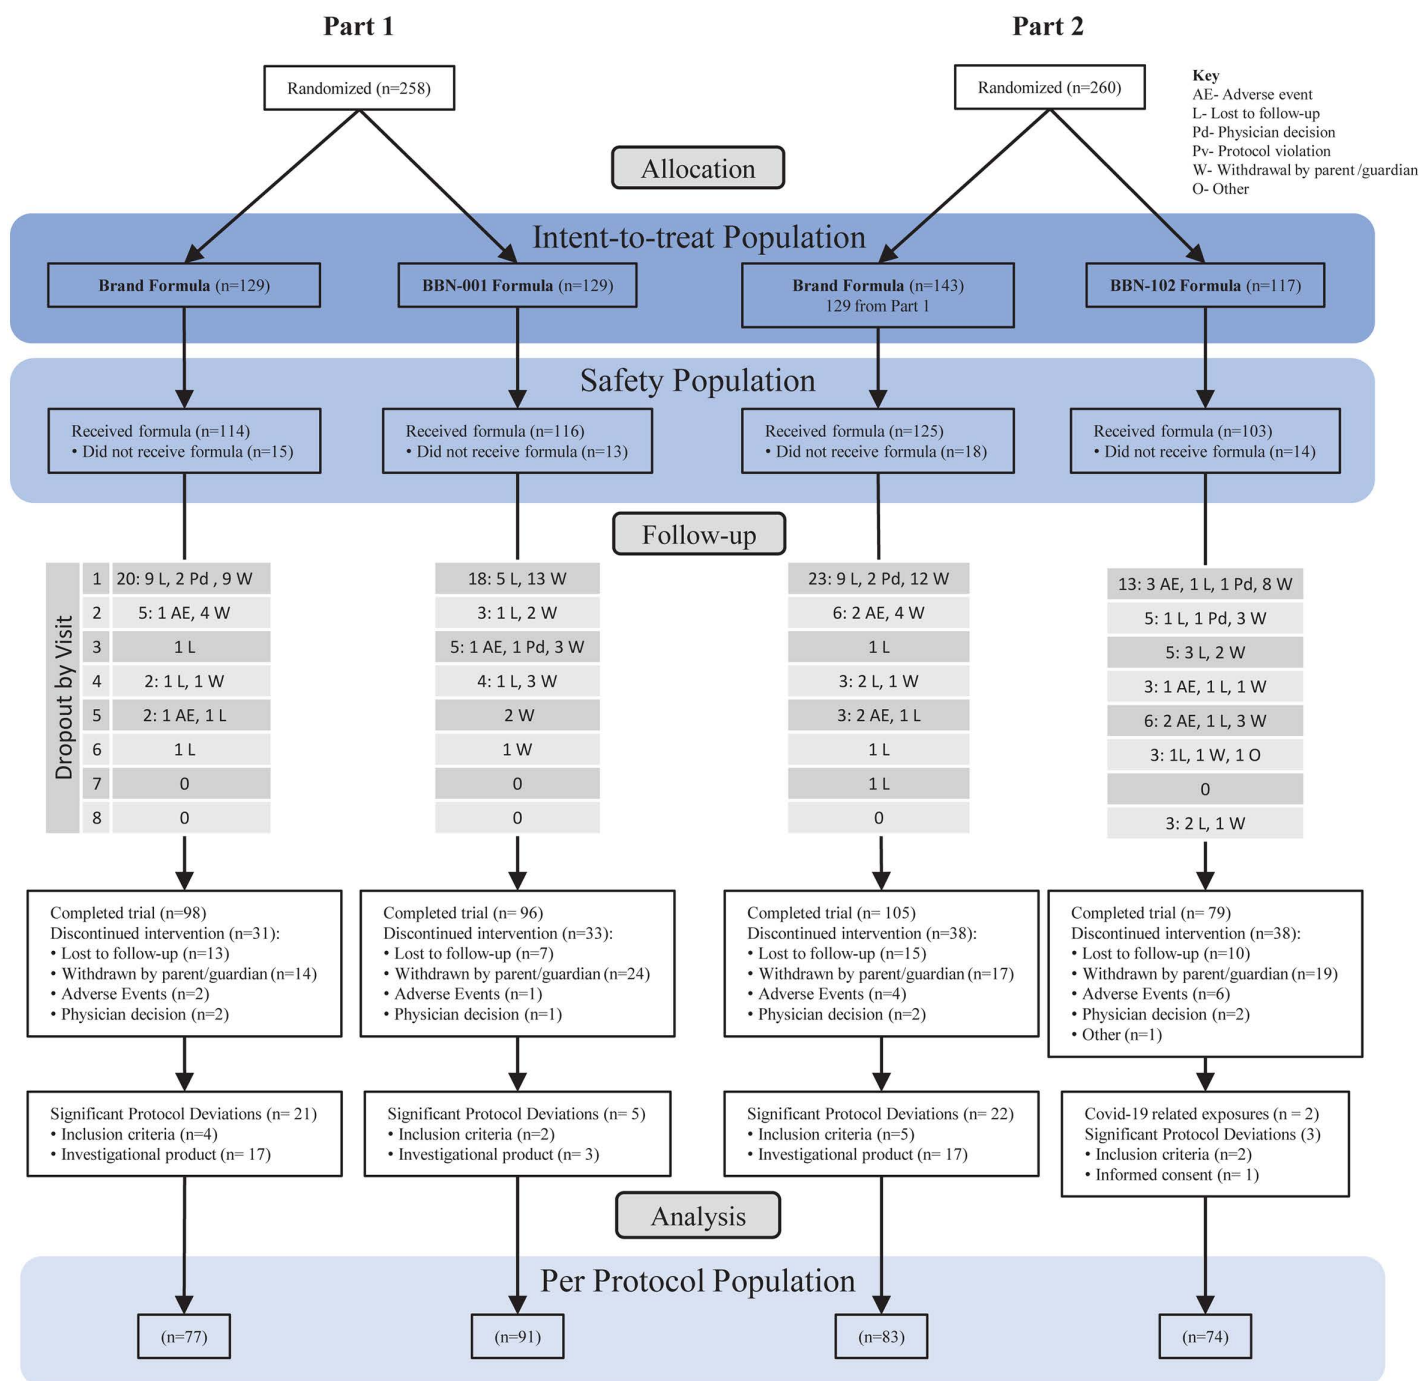 Part 1
Part 2
Randomized (n=258)
Randomized (n=260)
Key
AE- Adverse event
L- Lost to follow-up
Pd- Physician decision
Pv- Protocol violation
W- Withdrawal by parent/guardian
O- Other
Allocation
Intent-to-treat Population
Brand Formula (n=129)
BBN-001 Formula (n=129)
Brand Formula (n=143)
129 from Part 1
BBN-102 Formula (n=117)
Safety Population
Received formula (n=114)
• Did not receive formula (n=15)
Received formula (n=116)
• Did not receive formula (n=13)
Received formula (n=125)
• Did not receive formula (n=18)
Received formula (n=103)
• Did not receive formula (n=14)
Follow-up
Dropout by Visit
1
20: 9 L, 2 Pd , 9 W
2
5: 1 AE, 4 W
3
1 L
4
2: 1 L, 1 W
5
2: 1 AE, 1 L
6
1 L
7
0
8
0
18: 5 L, 13 W
3: 1 L, 2 W
5: 1 AE, 1 Pd, 3 W
4: 1 L, 3 W
2 W
1 W
0
0
23: 9 L, 2 Pd, 12 W
6: 2 AE, 4 W
1 L
3: 2 L, 1 W
3: 2 AE, 1 L
1 L
1 L
0
13: 3 AE, 1 L, 1 Pd, 8 W
5: 1 L, 1 Pd, 3 W
5: 3 L, 2 W
3: 1 AE, 1 L, 1 W
6: 2 AE, 1 L, 3 W
3: 1L, 1 W, 1 O
0
3: 2 L, 1 W
Completed trial (n=98)
Discontinued intervention (n=31):
• Lost to follow-up (n=13)
• Withdrawn by parent/guardian (n=14)
• Adverse Events (n=2)
• Physician decision (n=2)
Completed trial (n= 96)
Discontinued intervention (n=33):
• Lost to follow-up (n=7)
• Withdrawn by parent/guardian (n=24)
• Adverse Events (n=1)
• Physician decision (n=1)
Completed trial (n= 105)
Discontinued intervention (n=38):
• Lost to follow-up (n=15)
• Withdrawn by parent/guardian (n=17)
• Adverse Events (n=4)
• Physician decision (n=2)
Completed trial (n= 79)
Discontinued intervention (n=38):
• Lost to follow-up (n=10)
• Withdrawn by parent/guardian (n=19)
• Adverse Events (n=6)
• Physician decision (n=2)
• Other (n=1)
Significant Protocol Deviations (n= 21)
• Inclusion criteria (n=4)
• Investigational product (n= 17)
Significant Protocol Deviations (n= 5)
• Inclusion criteria (n=2)
• Investigational product (n= 3)
Significant Protocol Deviations (n= 22)
• Inclusion criteria (n=5)
• Investigational product (n= 17)
Covid-19 related exposures (n = 2)
Significant Protocol Deviations (3)
• Inclusion criteria (n=2)
• Informed consent (n= 1)
Analysis
Per Protocol Population
(n=77)
(n=91)
(n=83)
(n=74)